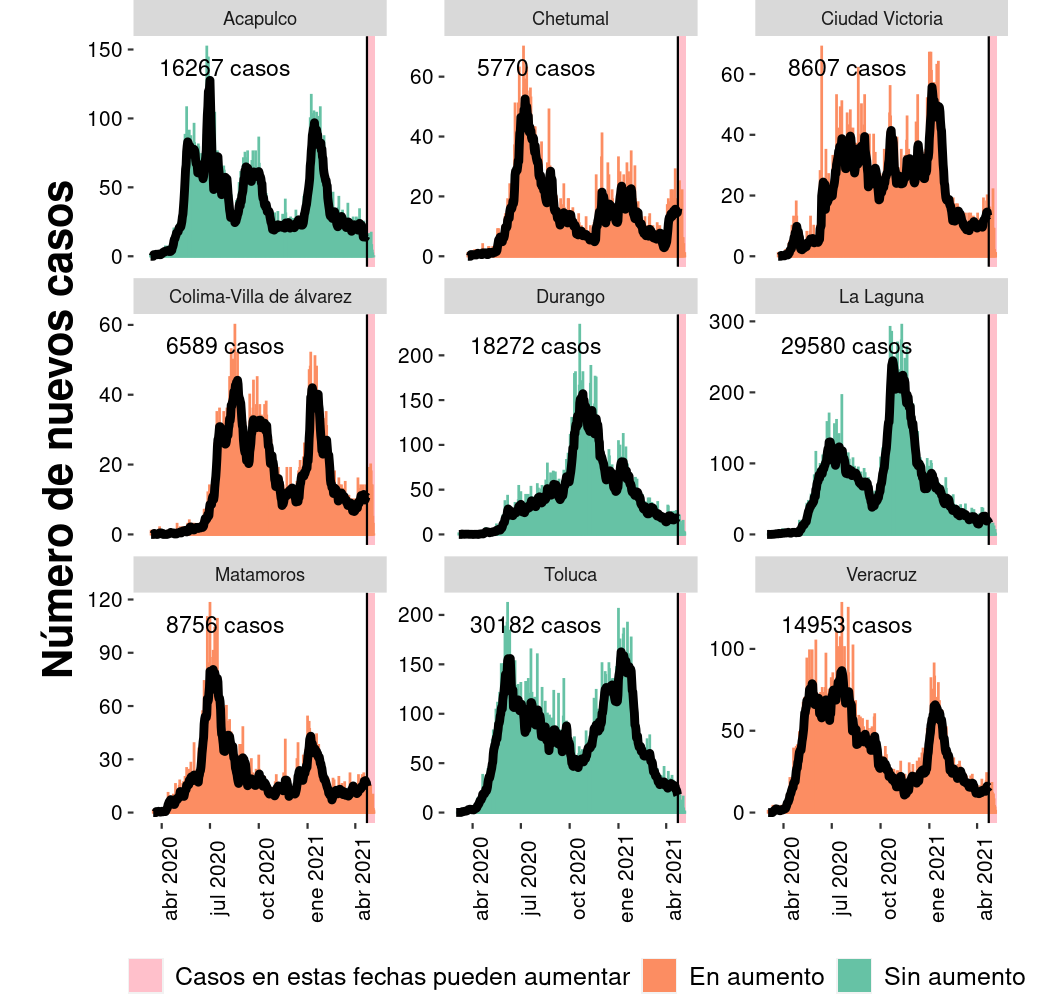 Número de nuevos casos
Acapulco
16267 casos
150
100
50
0
Chetumal
5770 casos
60
40
20
0
Ciudad Victoria
8607 casos
60
40
20
0
Colima-Villa de álvarez
6589 casos
60
40
20
0
Durango
18272 casos
200
150
100
50
0
La Laguna
29580 casos
300
200
100
0
Matamoros
8756 casos
120
90
60
30
0
Toluca
30182 casos
200
150
100
50
0
Veracruz
14953 casos
100
50
0
abr 2020
jul 2020
oct 2020
ene 2021
abr 2021
abr 2020
jul 2020
oct 2020
ene 2021
abr 2021
abr 2020
jul 2020
oct 2020
ene 2021
abr 2021
Casos en estas fechas pueden aumentar
En aumento
Sin aumento